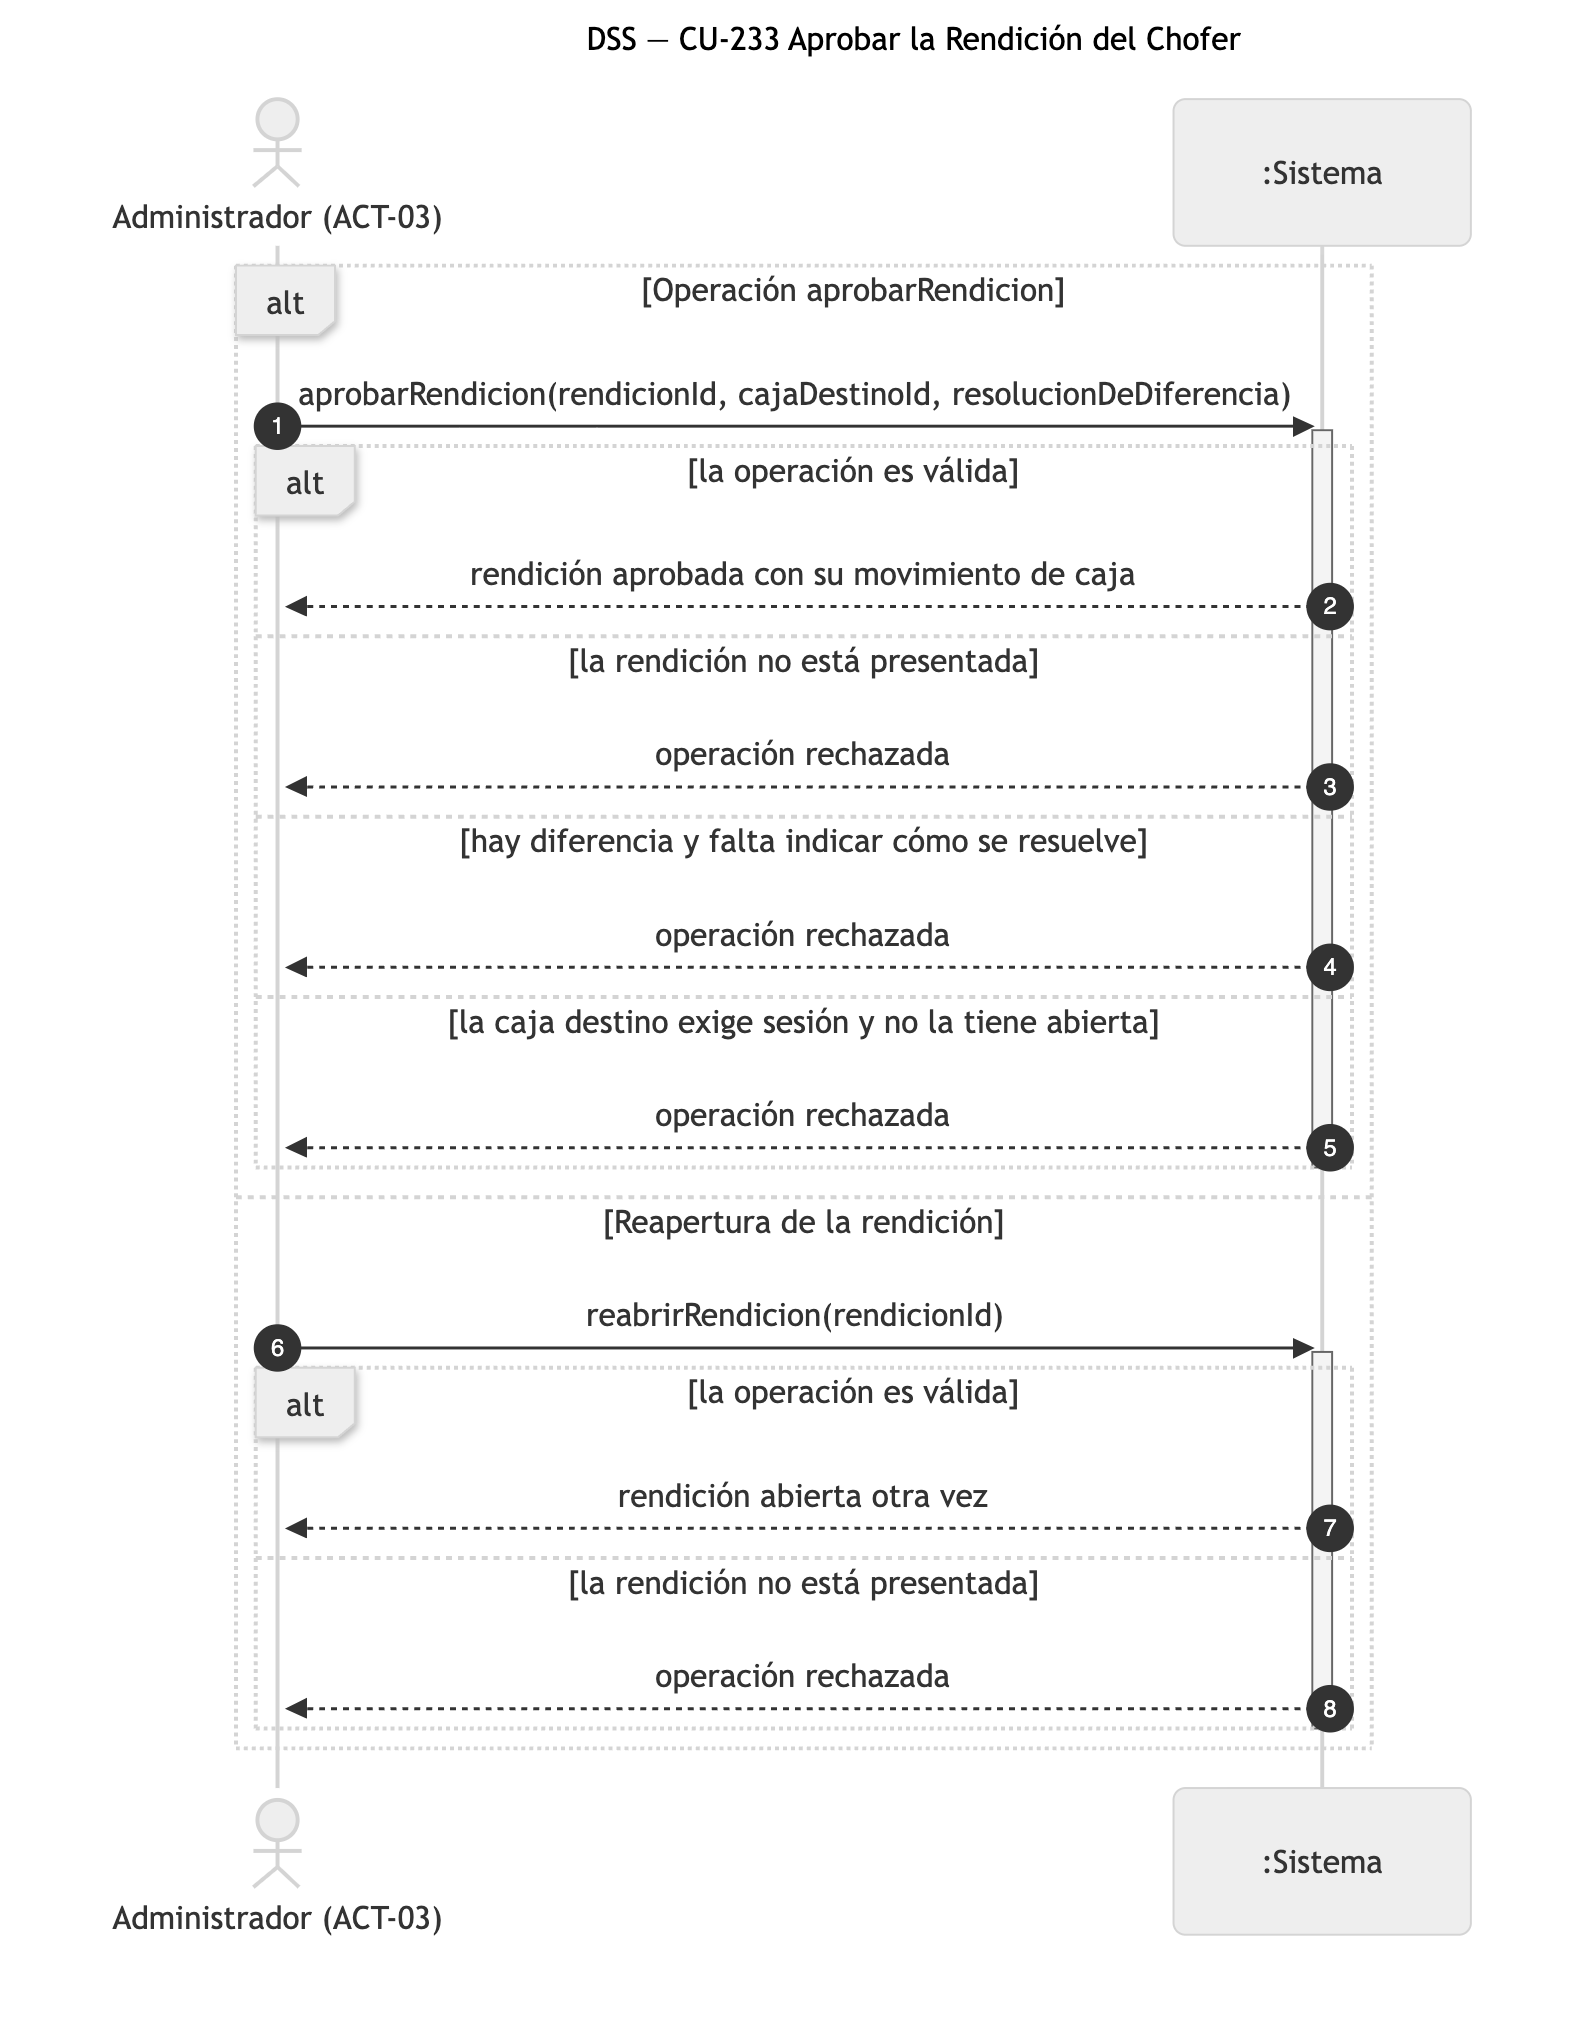 DSS — CU-233 Aprobar la Rendición del Chofer
Administrador (ACT-03)
:Sistema
alt
[Operación aprobarRendicion]
aprobarRendicion(rendicionId, cajaDestinoId, resolucionDeDiferencia)
1
alt
[la operación es válida]
rendición aprobada con su movimiento de caja
2
[la rendición no está presentada]
operación rechazada
3
[hay diferencia y falta indicar cómo se resuelve]
operación rechazada
4
[la caja destino exige sesión y no la tiene abierta]
operación rechazada
5
[Reapertura de la rendición]
reabrirRendicion(rendicionId)
6
alt
[la operación es válida]
rendición abierta otra vez
7
[la rendición no está presentada]
operación rechazada
8
Administrador (ACT-03)
:Sistema